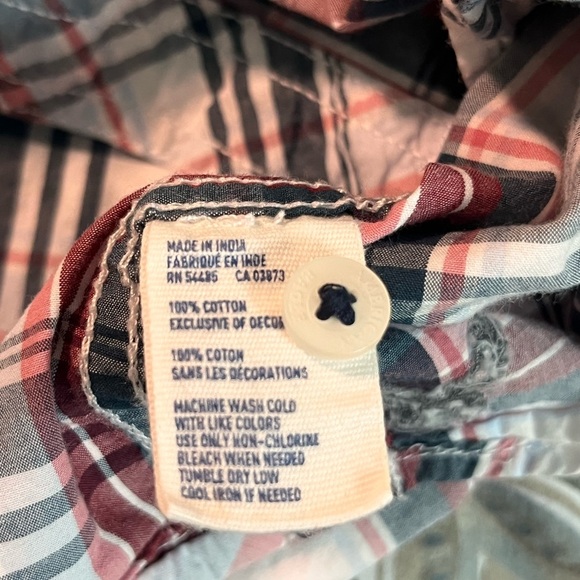 MADE IN INDIA
FABRIQUÉ EN INDE
RN 54485 CA 03873
100% COTTON
EXCLUSIVE OF DECOR
100% COTON
SANS LES DÉCORATIONS
MACHINE WASH COLD
WITH LIKE COLORS
USE ONLY NON-CHLORINE
BLEACH WHEN NEEDED
TUMBLE DRY LOW
COOL IRON IF NEEDED